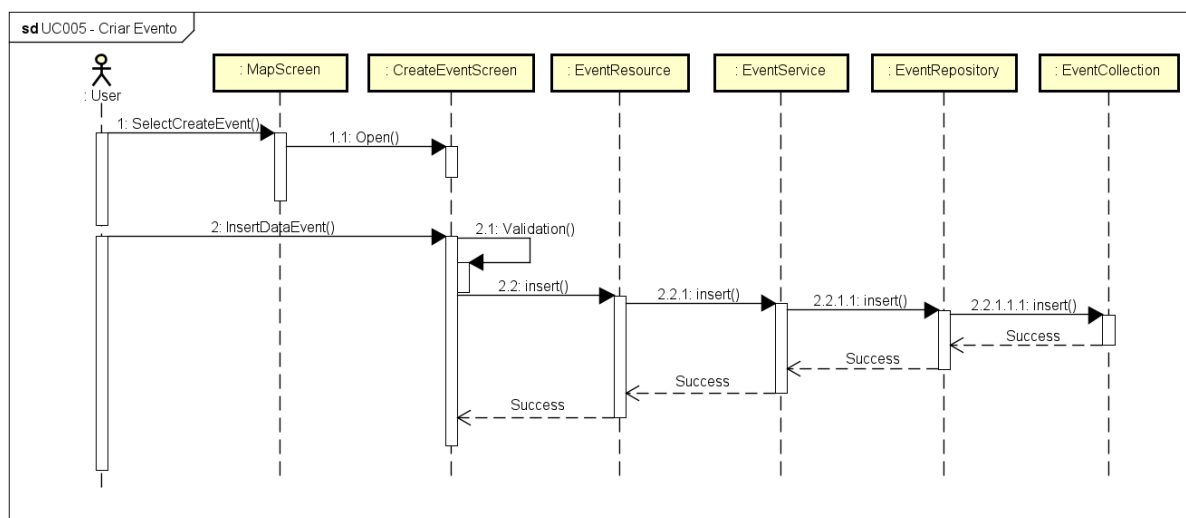 sd UC005 - Criar Evento
: User
: MapScreen
: CreateEventScreen
: EventResource
: EventService
: EventRepository
: EventCollection
1: SelectCreateEvent()
1.1: Open()
2: InsertDataEvent()
2.1: Validation()
2.2: insert()
2.2.1: insert()
2.2.1.1: insert()
2.2.1.1.1: insert()
Success
Success
Success
Success